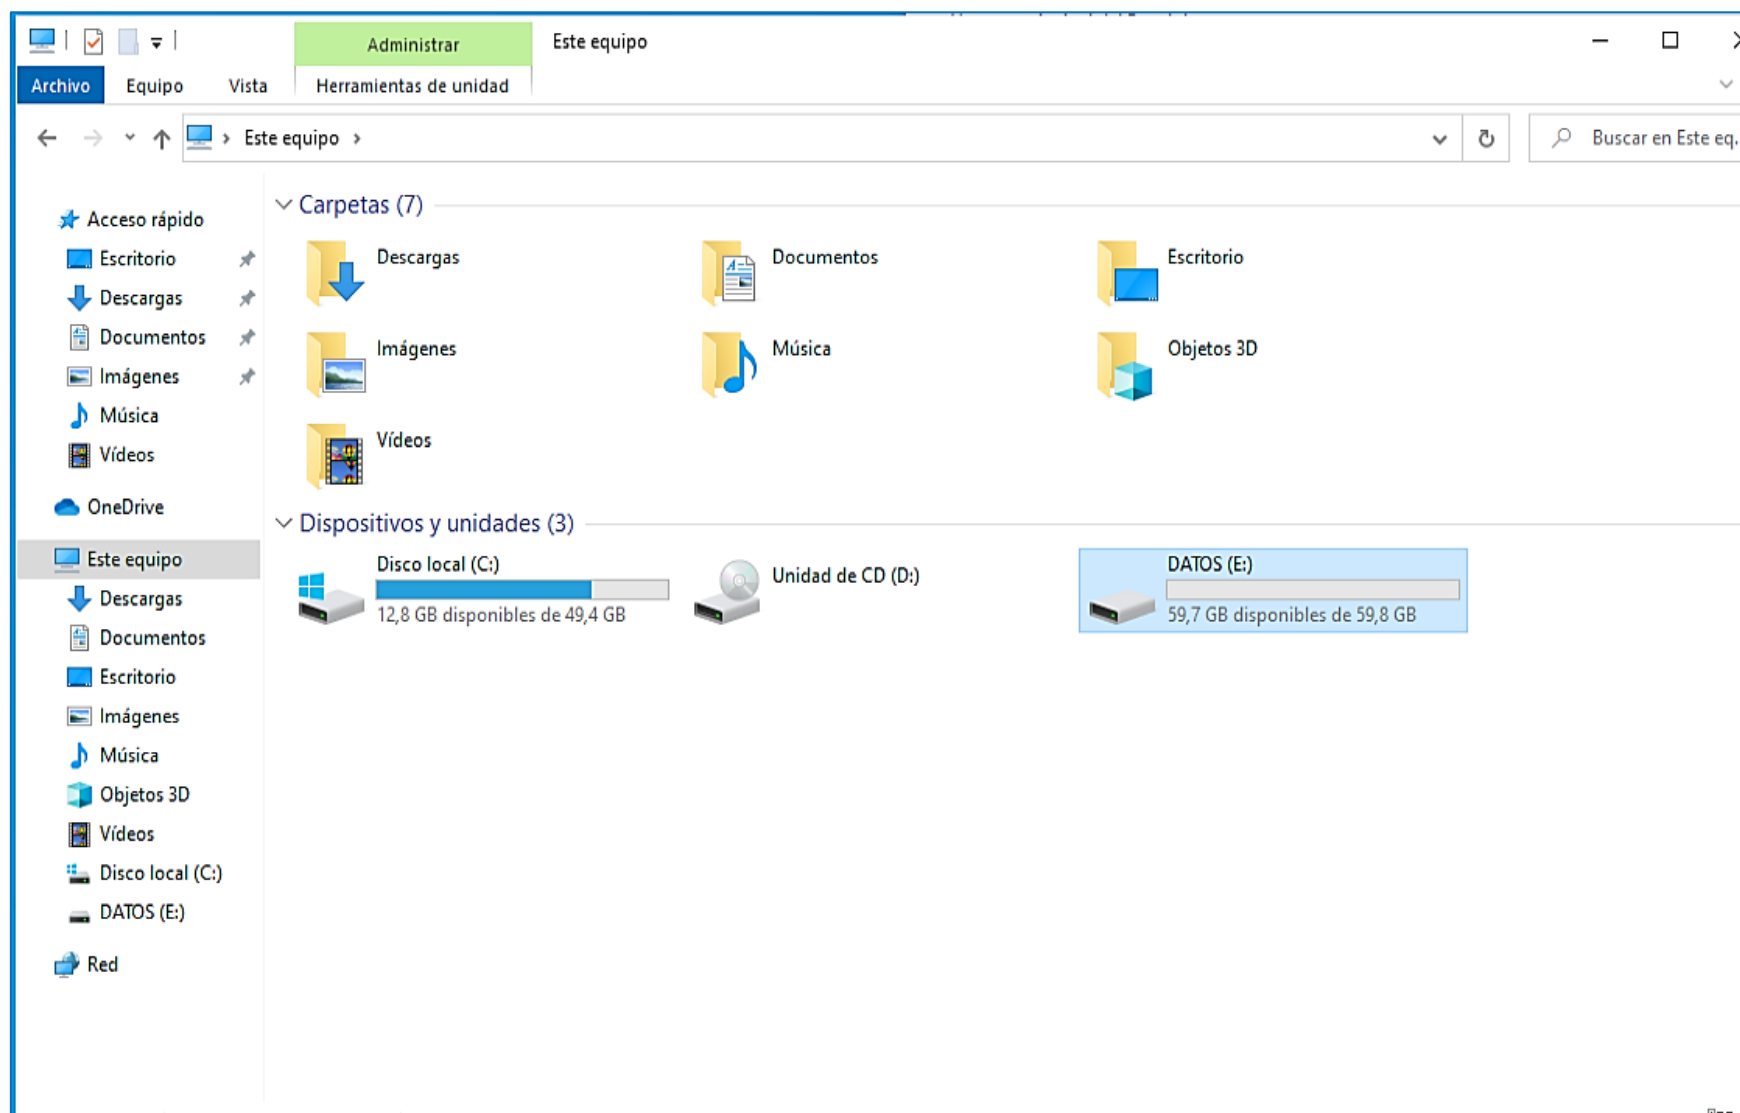 Administrar
Este equipo
Archivo
Equipo
Vista
Herramientas de unidad
Este equipo
Buscar en Este eq.
Acceso rápido
Escritorio
Descargas
Documentos
Imágenes
Música
Vídeos
OneDrive
Este equipo
Descargas
Documentos
Escritorio
Imágenes
Música
Objetos 3D
Vídeos
Disco local (C:)
DATOS (E:)
Red
Carpetas (7)
Descargas
Documentos
Escritorio
Imágenes
Música
Objetos 3D
Vídeos
Dispositivos y unidades (3)
Disco local (C:)
12,8 GB disponibles de 49,4 GB
Unidad de CD (D:)
DATOS (E:)
59,7 GB disponibles de 59,8 GB